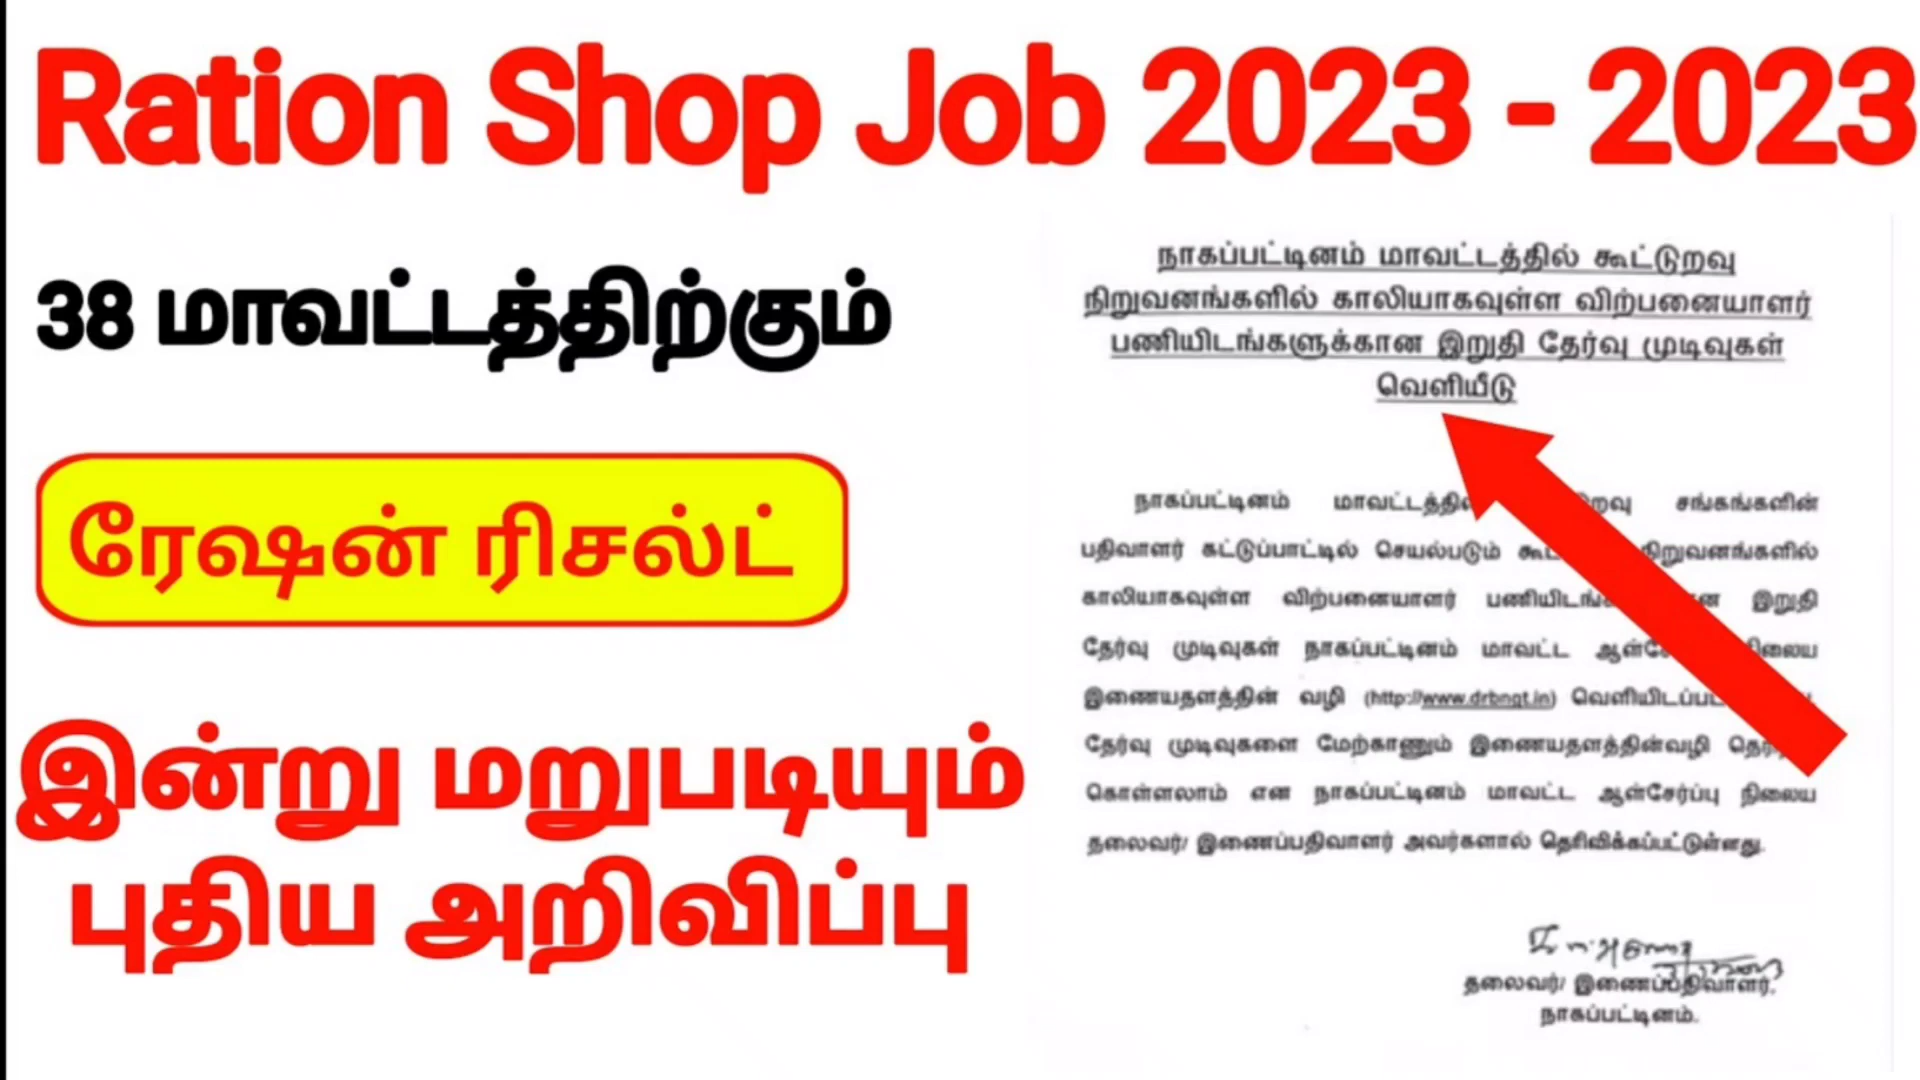 Ration Shop Job 2023 - 2023
38 மாவட்டத்திற்கும்
ரேஷன் ரிசல்ட்
இன்று மறுபடியும்
புதிய அறிவிப்பு
நாகப்பட்டினம் மாவட்டத்தில் கூட்டுறவு
நிறுவனங்களில் காலியாகவுள்ள விற்பனையாளர்
பணியிடங்களுக்கான இறுதி தேர்வு முடிவுகள்
வெளியீடு
நாகப்பட்டினம் சங்கங்களின்
பதிவாளர் கட்டுப்பாட்டில் செயல்படும் நிறுவனங்களில்
காலியாகவுள்ள விற்பனையாளர் இறுதி
தேர்வு முடிவுகள் நாகப்பட்டினம் மாவட்ட
இணையதளத்தின் வழி (http://www.drbngt.in)
தேர்வு முடிவுகளை மேற்காணும் இணையதளத்தின்வழி
கொள்ளலாம் என நாகப்பட்டினம் மாவட்ட ஆள்சேர்ப்பு நிலைய
தலைவர்/ இணைப்பதிவாளர் அவர்களால் தெரிவிக்கப்பட்டுள்ளது.
தலைவர்/ இணைப்பதிவாளர்,
நாகப்பட்டினம்.